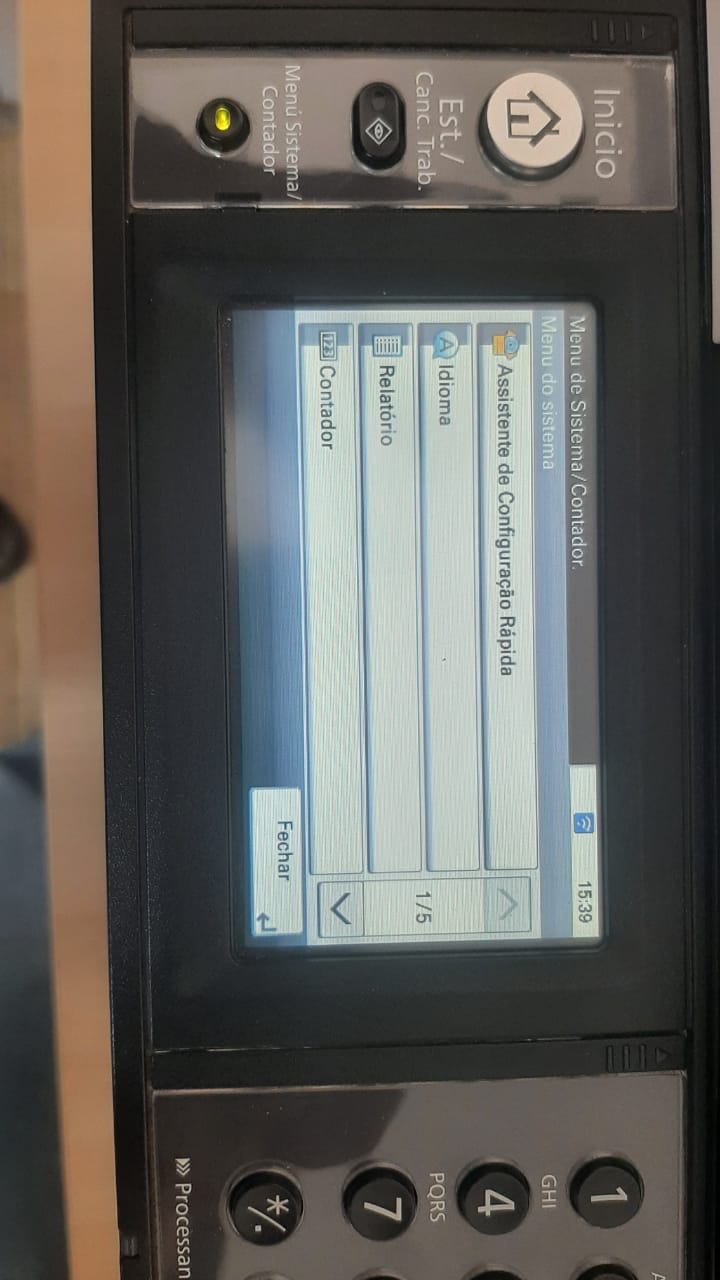 Inicio
Est./
Canc. Trab.
Menú Sistema/
Contador
Menu de Sistema/Contador.
15:39
Menu do sistema
Assistente de Configuração Rápida
A Idioma
Relatório
123 Contador
1/5
Fechar
1
GHI
4
PQRS
7
*/.
Processan